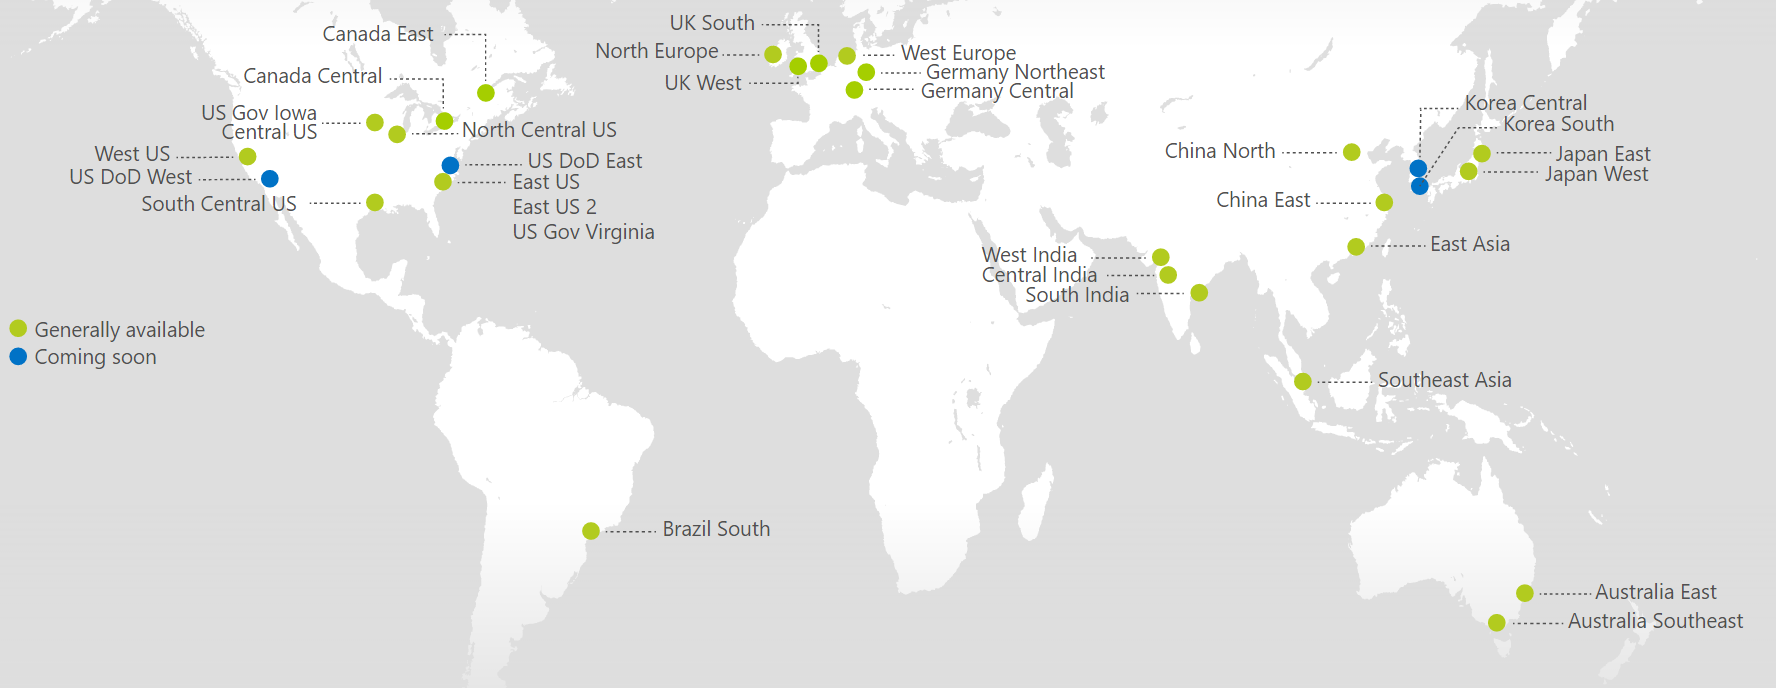 UK South
Canada East
North Europe
West Europe
Canada Central
Germany Northeast
UK West
Germany Central
Korea Central
US Gov Iowa
Central US
North Central US
Korea South
West US
US DoD East
China North
Japan East
US DoD West
East US
Japan West
South Central US
East US 2
China East
US Gov Virginia
East Asia
West India
Central India
South India
Generally available
Coming soon
Southeast Asia
Brazil South
Australia East
Australia Southeast